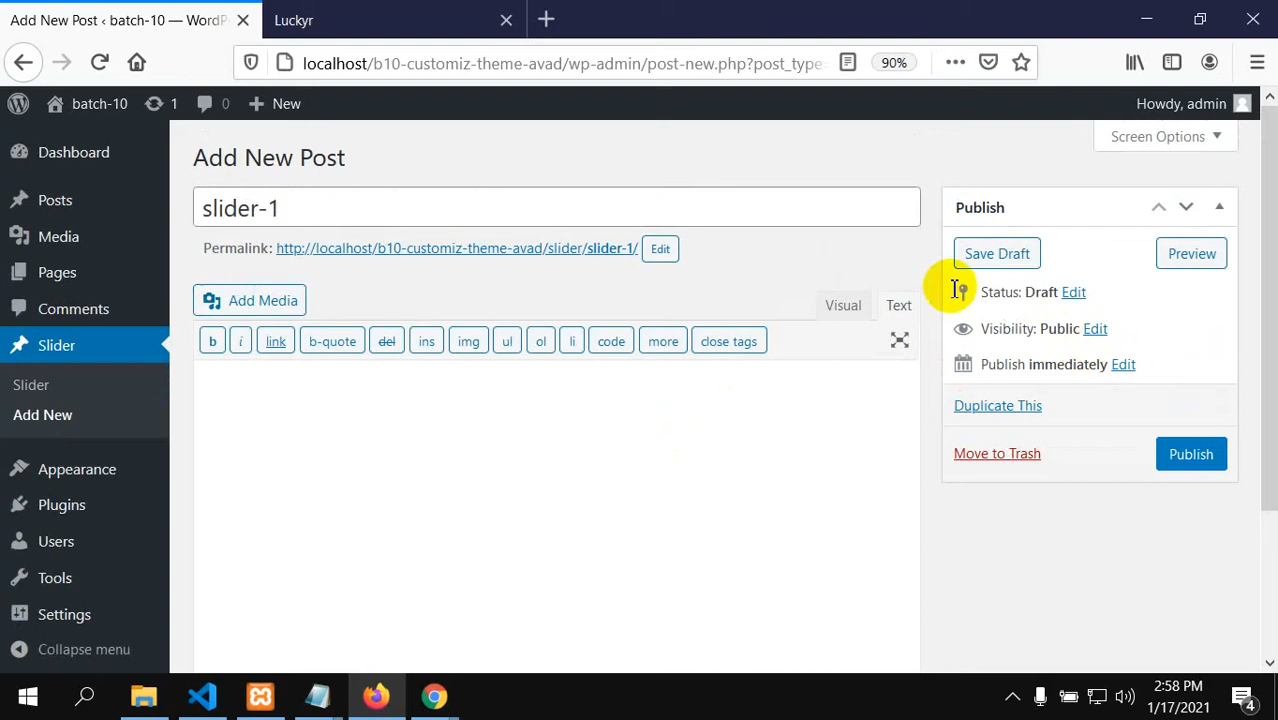 Add New Post ‹ batch-10 — WordP
Luckyr
localhost/b10-customiz-theme-avad/wp-admin/post-new.php?post_type=
90%
batch-10
1
0
New
Howdy, admin
Screen Options
Dashboard
Posts
Media
Pages
Comments
Slider
Slider
Add New
Appearance
Plugins
Users
Tools
Settings
Collapse menu
Add New Post
slider-1
Permalink: http://localhost/b10-customiz-theme-avad/slider/slider-1/ Edit
Add Media
Visual
Text
b
i
link
b-quote
del
ins
img
ul
ol
li
code
more
close tags
Publish
Save Draft
Preview
Status: Draft Edit
Visibility: Public Edit
Publish immediately Edit
Duplicate This
Move to Trash
Publish
2:58 PM
1/17/2021
4